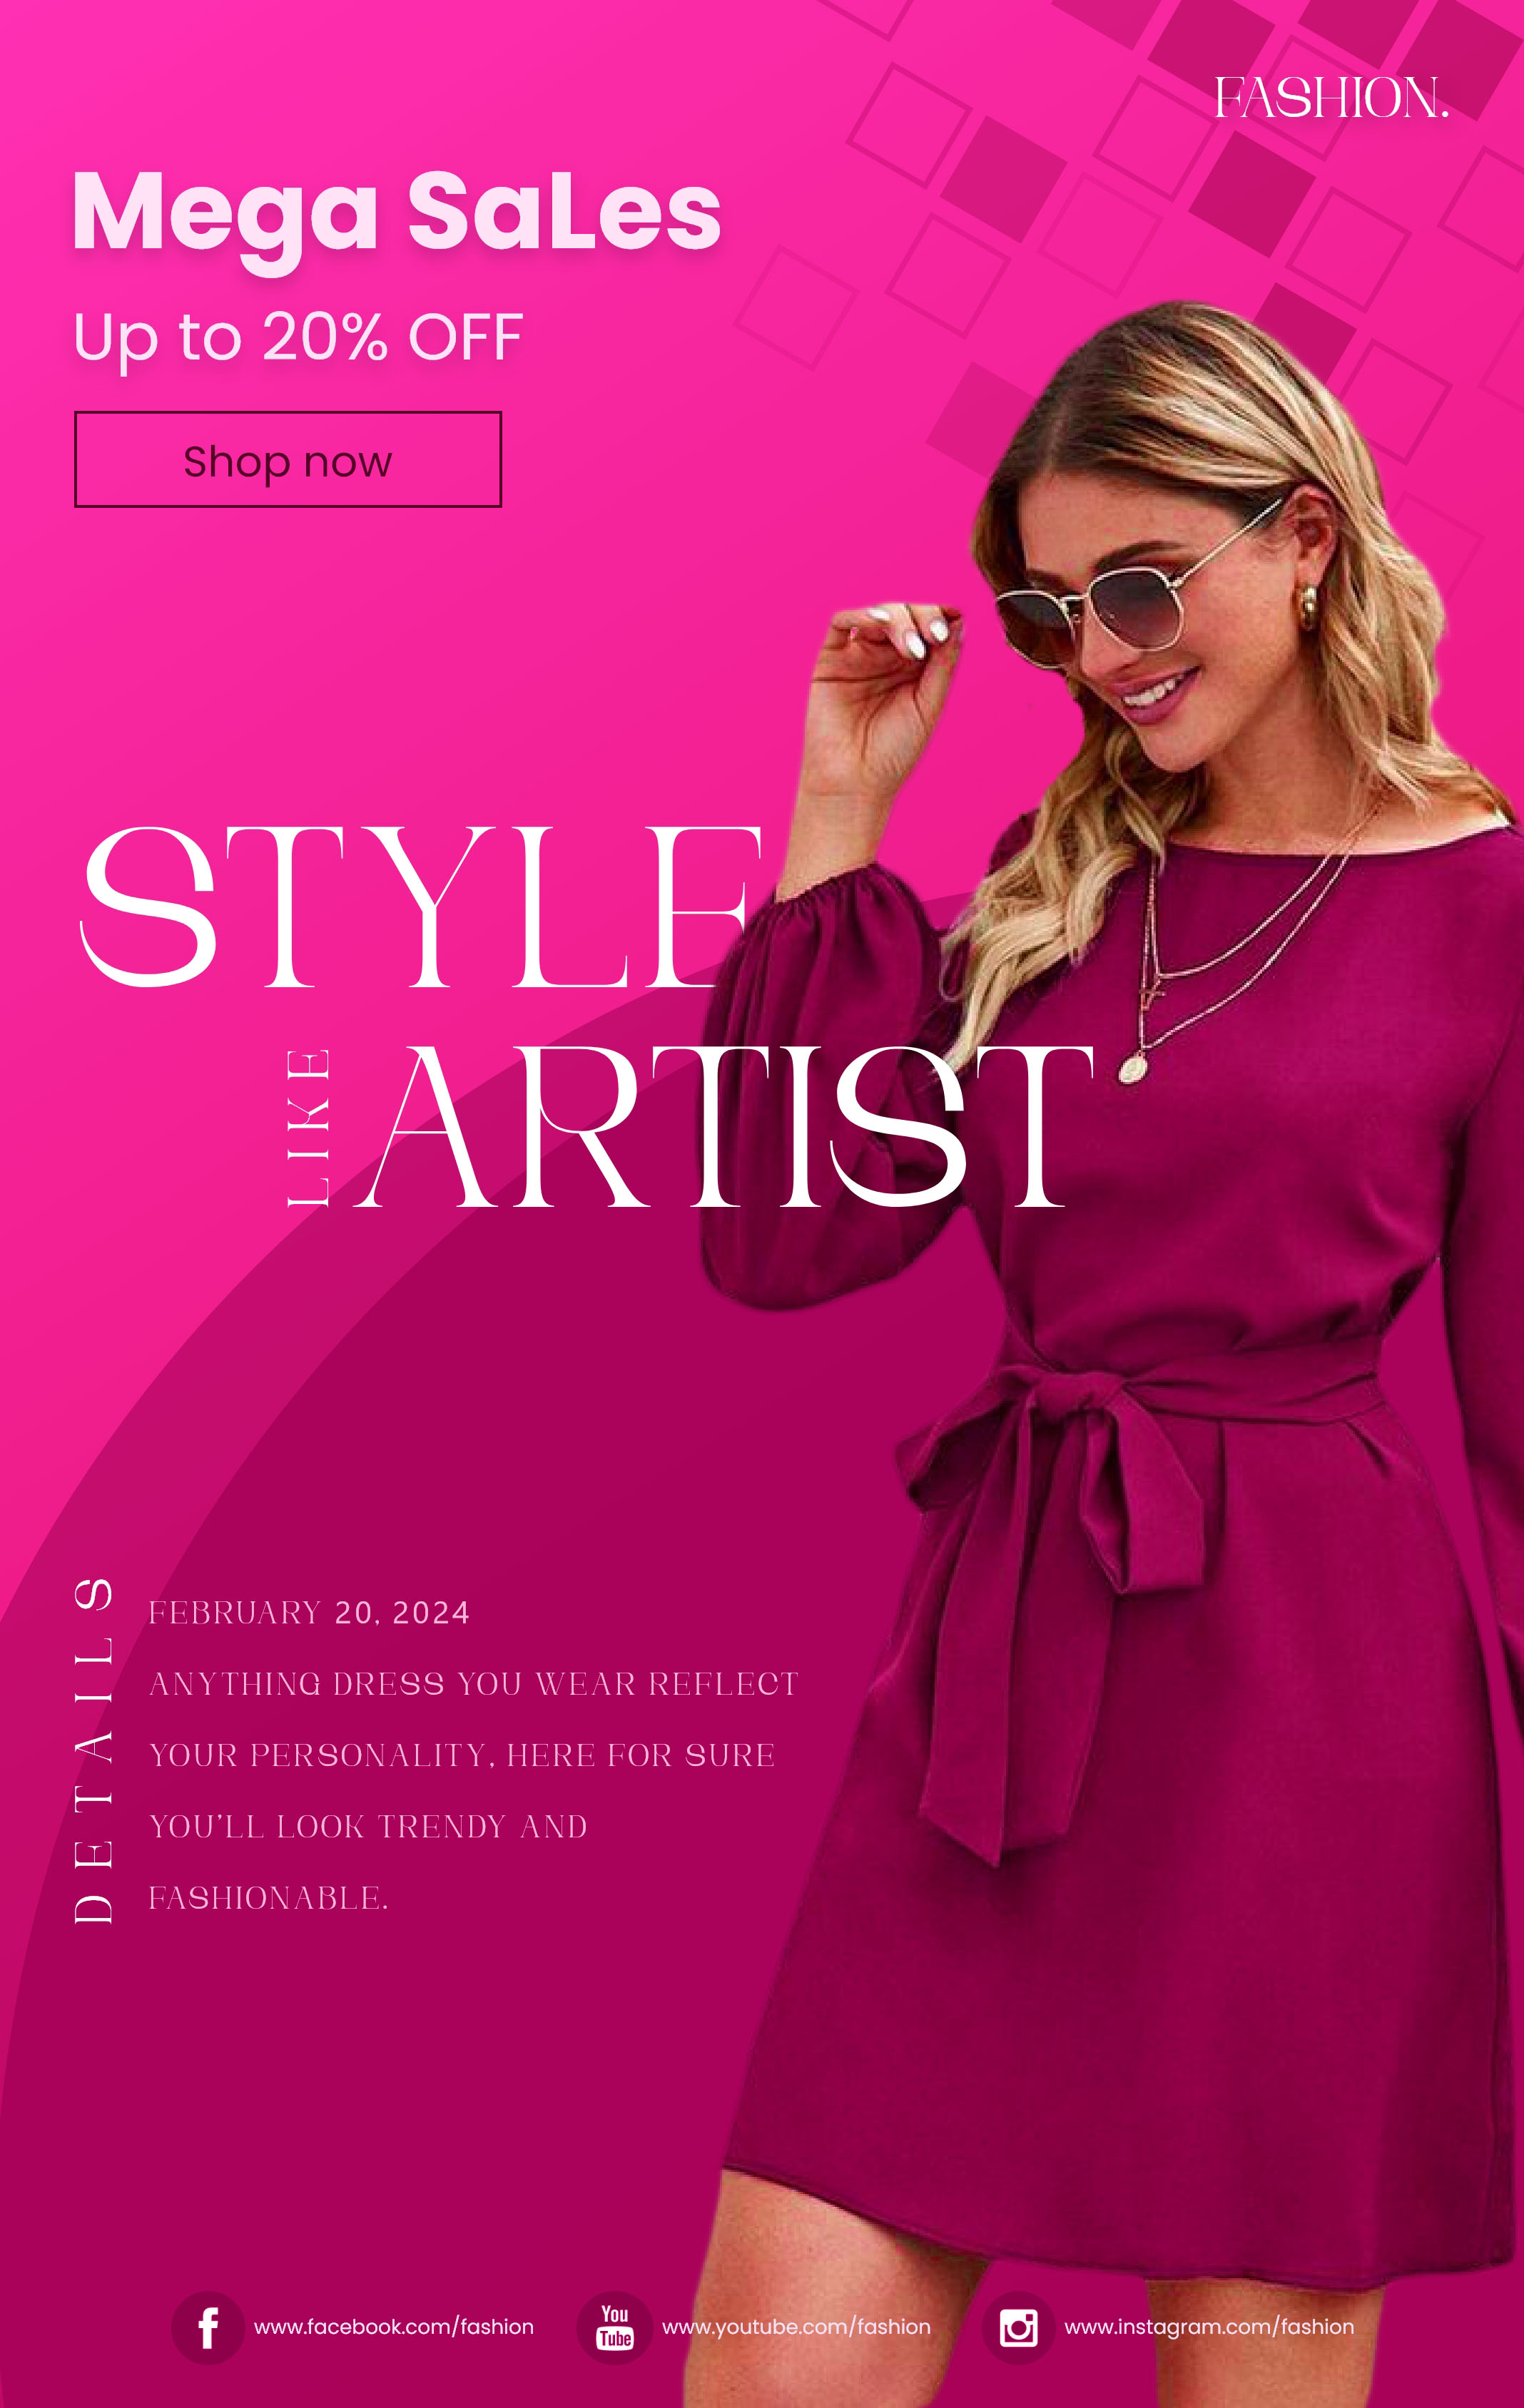 FASHION.
Mega SaLes
Up to 20% OFF
Shop now
STYLE
LIKE
ARTIST
DETAILS
FEBRUARY 20, 2024
ANYTHING DRESS YOU WEAR REFLECT
YOUR PERSONALITY, HERE FOR SURE
YOU'LL LOOK TRENDY AND
FASHIONABLE.
www.facebook.com/fashion
You
Tube
www.youtube.com/fashion
www.instagram.com/fashion